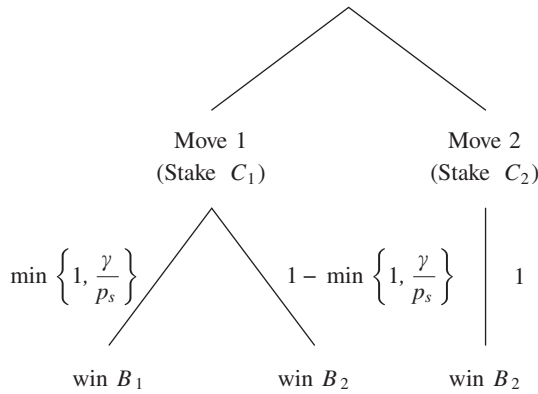 Move 1
(Stake C₁)
Move 2
(Stake C₂)
min {1, γ/pₛ}
1 − min {1, γ/pₛ}
1
win B₁
win B₂
win B₂